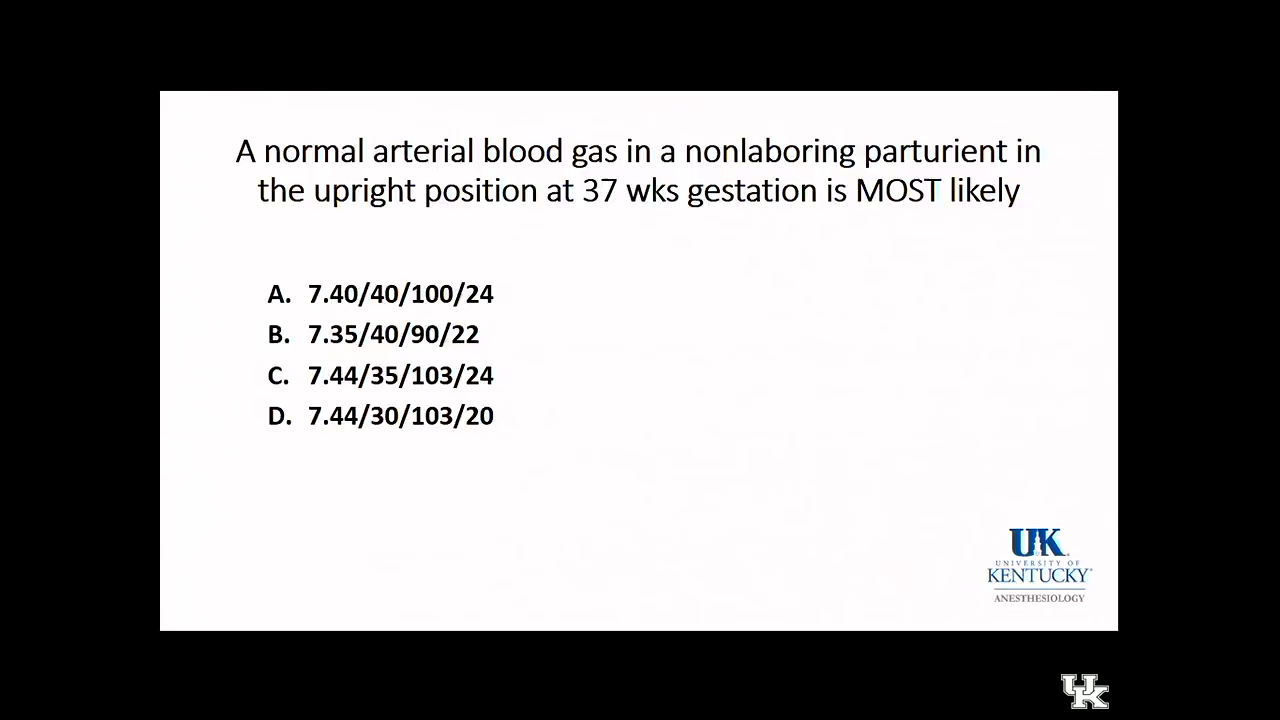 A normal arterial blood gas in a nonlaboring parturient in
the upright position at 37 wks gestation is MOST likely
A. 7.40/40/100/24
B. 7.35/40/90/22
C. 7.44/35/103/24
D. 7.44/30/103/20
UK
UNIVERSITY OF
KENTUCKY
ANESTHESIOLOGY
UK